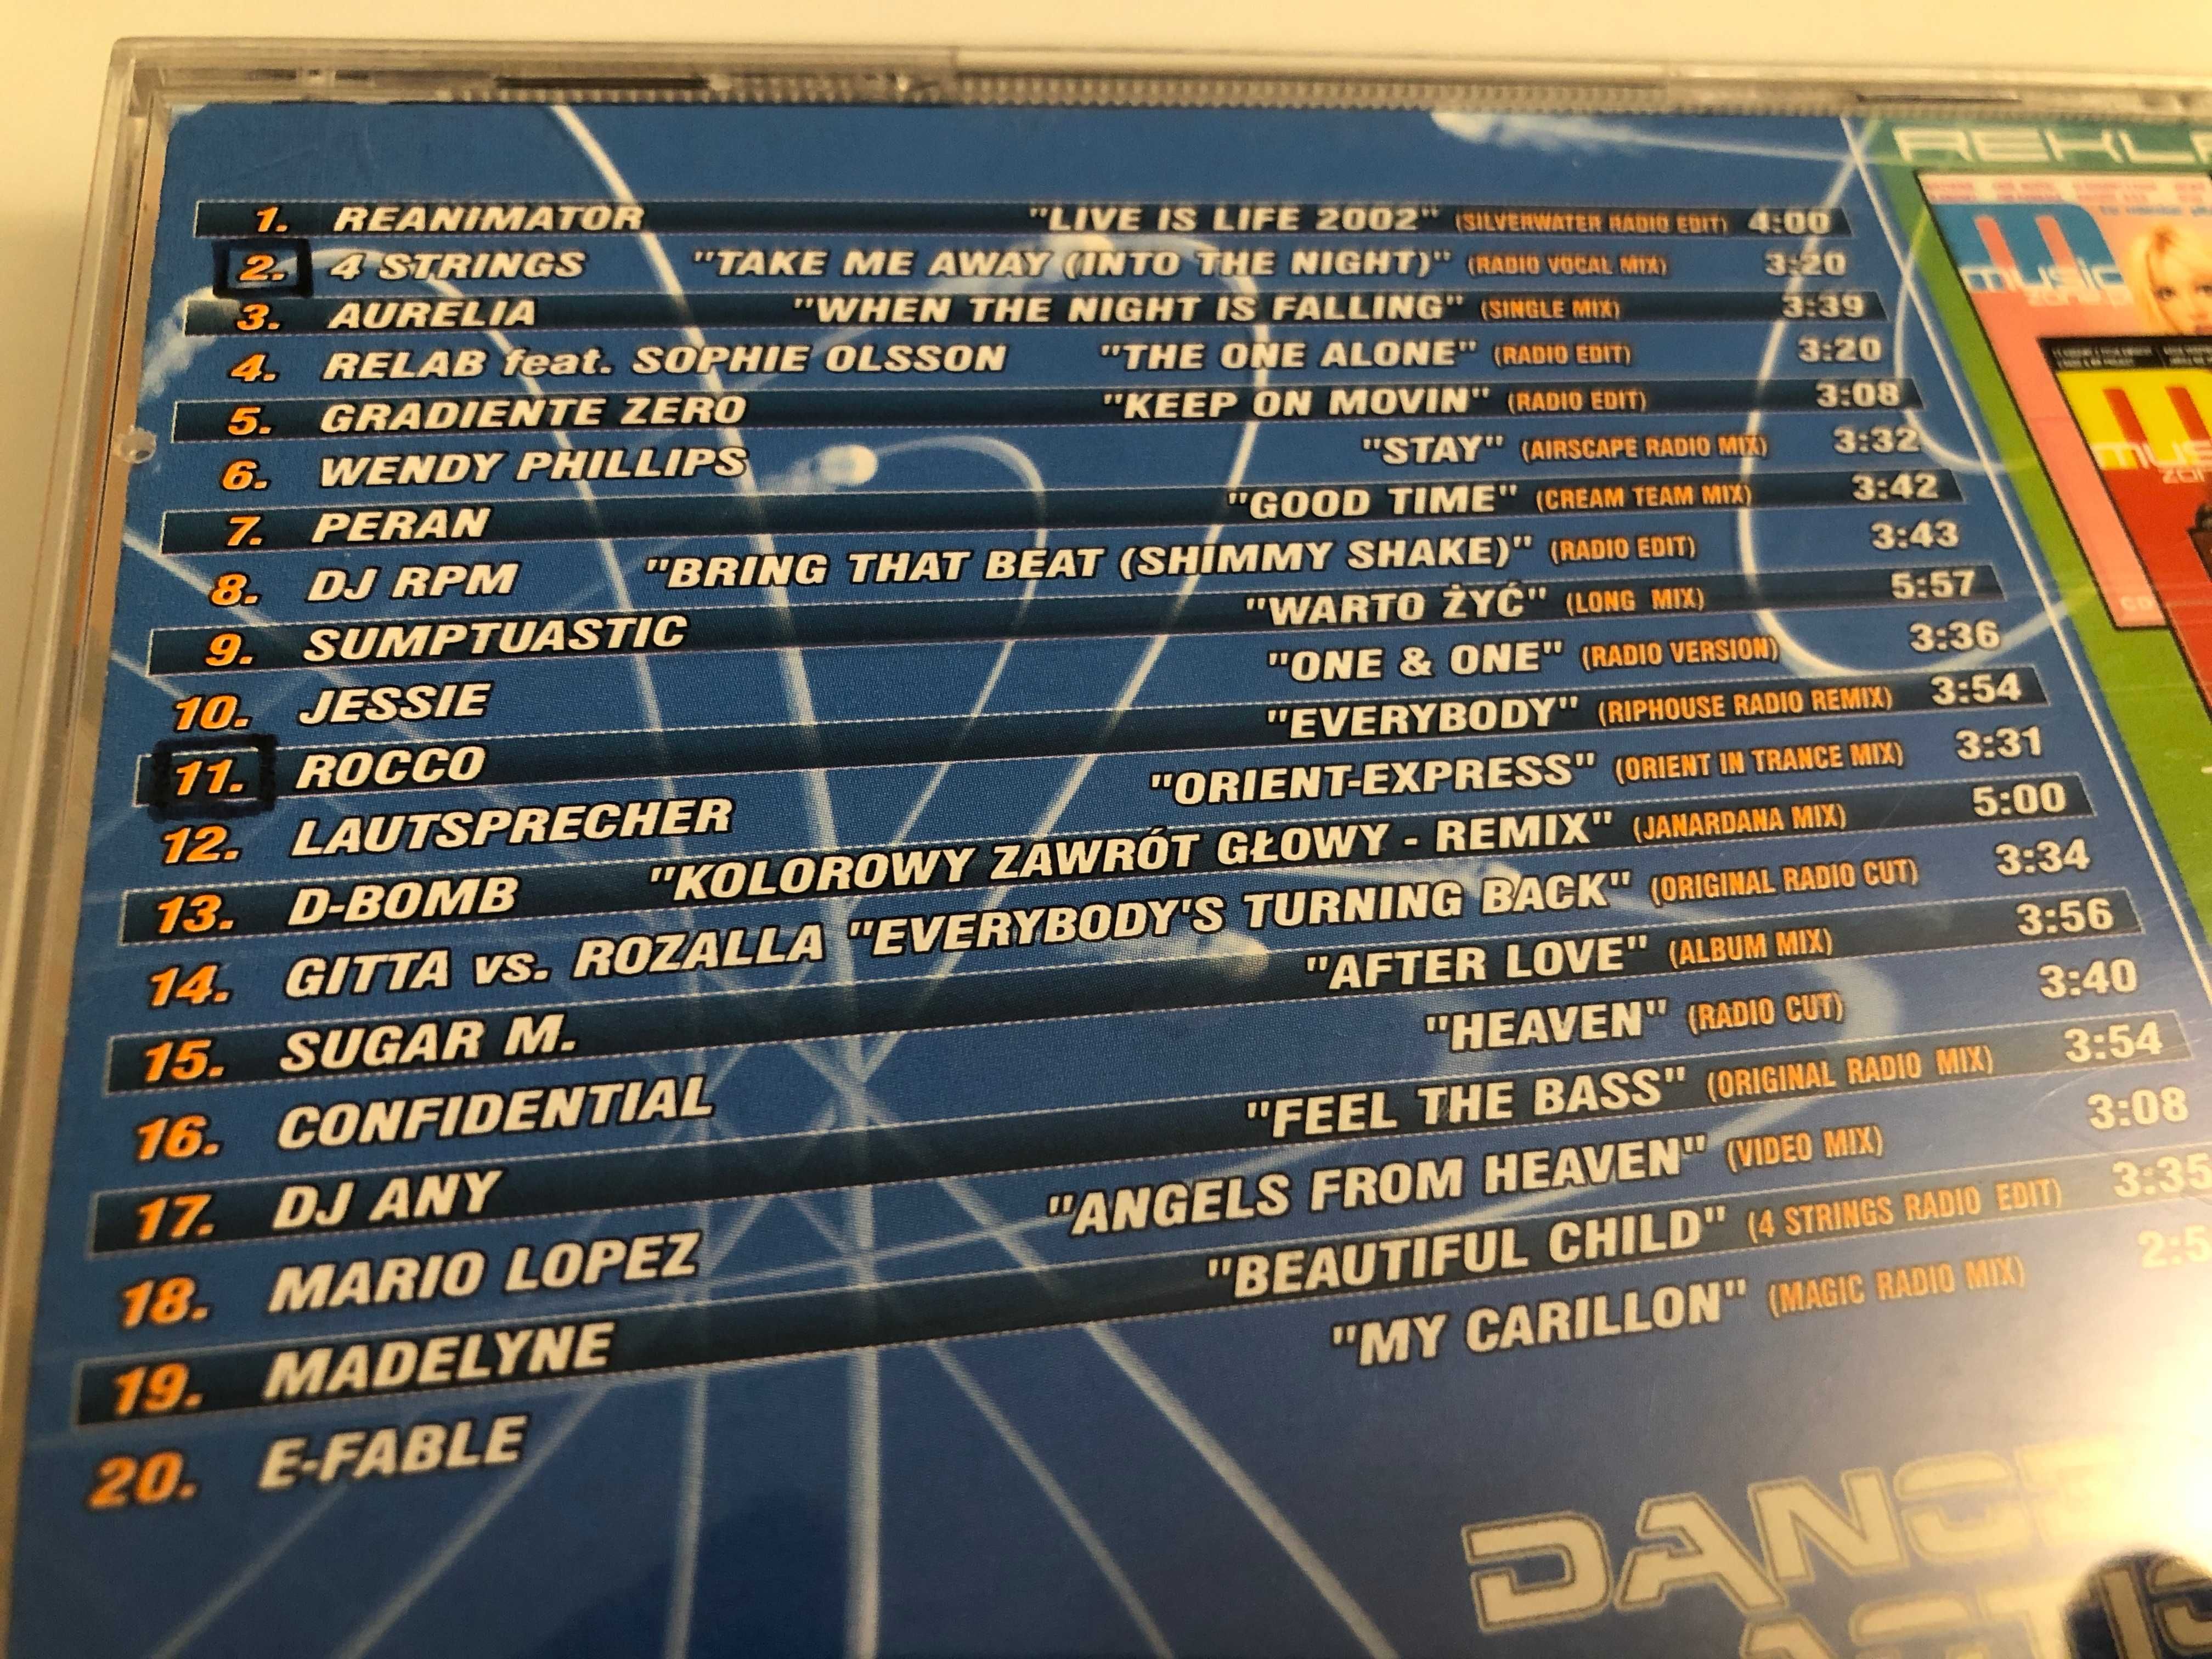 1. REANIMATOR "LIVE IS LIFE 2002" (SILVERWATER RADIO EDIT) 4:00
2. 4 STRINGS "TAKE ME AWAY (INTO THE NIGHT)" (RADIO VOCAL MIX) 3:20
3. AURELIA "WHEN THE NIGHT IS FALLING" (SINGLE MIX) 3:39
4. RELAB feat. SOPHIE OLSSON "THE ONE ALONE" (RADIO EDIT) 3:20
5. GRADIENTE ZERO "KEEP ON MOVIN" (RADIO EDIT) 3:08
6. WENDY PHILLIPS "STAY" (AIRSCAPE RADIO MIX) 3:32
7. PERAN "GOOD TIME" (CREAM TEAM MIX) 3:42
8. DJ RPM "BRING THAT BEAT (SHIMMY SHAKE)" (RADIO EDIT) 3:43
9. SUMPTUASTIC "WARTO ŻYĆ" (LONG MIX) 5:57
10. JESSIE "ONE & ONE" (RADIO VERSION) 3:36
11. ROCCO "EVERYBODY" (RIPHOUSE RADIO REMIX) 3:54
12. LAUTSPRECHER "ORIENT-EXPRESS" (ORIENT IN TRANCE MIX) 3:31
13. D-BOMB "KOLOROWY ZAWRÓT GŁOWY - REMIX" (JANARDANA MIX) 5:00
14. GITTA vs. ROZALLA "EVERYBODY'S TURNING BACK" (ORIGINAL RADIO CUT) 3:34
15. SUGAR M. "AFTER LOVE" (ALBUM MIX) 3:56
16. CONFIDENTIAL "HEAVEN" (RADIO CUT) 3:40
17. DJ ANY "FEEL THE BASS" (ORIGINAL RADIO MIX) 3:54
18. MARIO LOPEZ "ANGELS FROM HEAVEN" (VIDEO MIX) 3:08
19. MADELYNE "BEAUTIFUL CHILD" (4 STRINGS RADIO EDIT) 3:35
20. E-FABLE "MY CARILLON" (MAGIC RADIO MIX)
music
DANCE